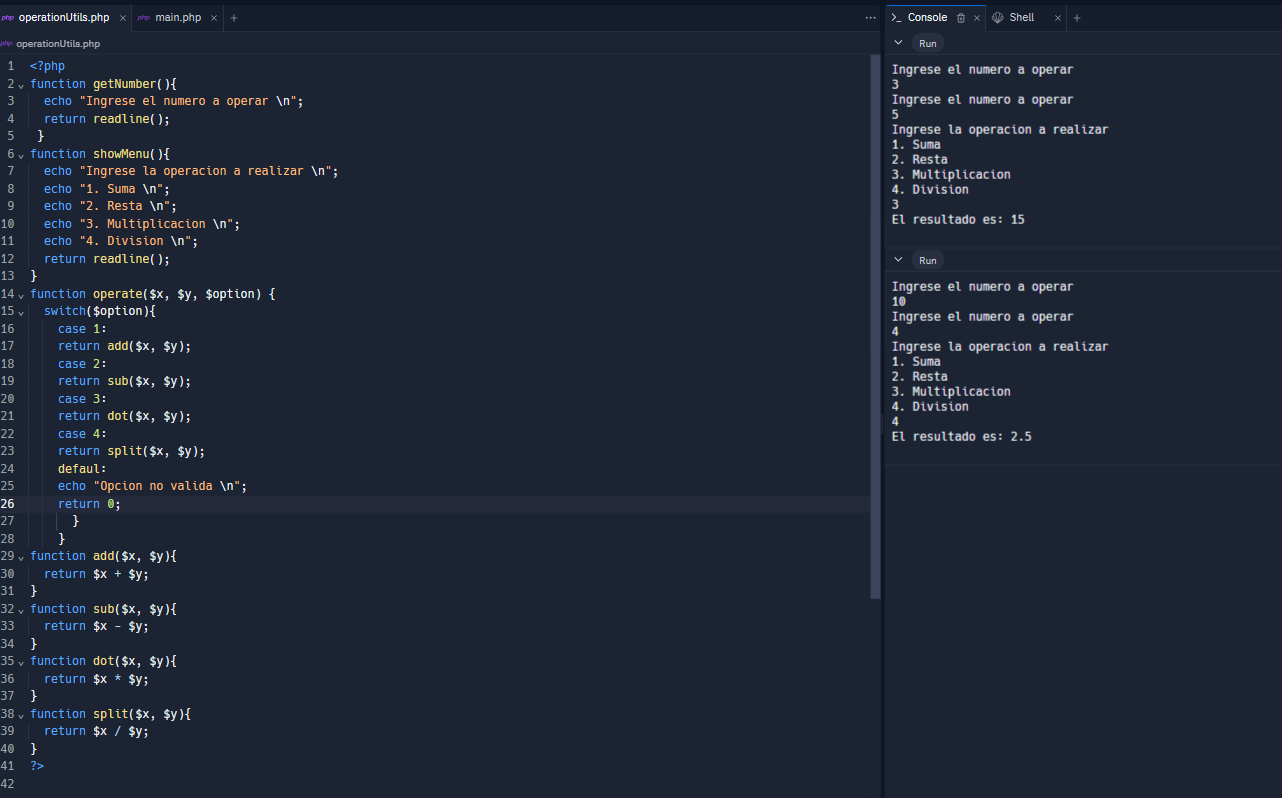 php operationUtils.php × php main.php × +
php operationUtils.php
1 <?php
2 function getNumber(){
3 echo "Ingrese el numero a operar \n";
4 return readline();
5 }
6 function showMenu(){
7 echo "Ingrese la operacion a realizar \n";
8 echo "1. Suma \n";
9 echo "2. Resta \n";
10 echo "3. Multiplicacion \n";
11 echo "4. Division \n";
12 return readline();
13 }
14 function operate($x, $y, $option) {
15 switch($option){
16 case 1:
17 return add($x, $y);
18 case 2:
19 return sub($x, $y);
20 case 3:
21 return dot($x, $y);
22 case 4:
23 return split($x, $y);
24 defaul:
25 echo "Opcion no valida \n";
26 return 0;
27 }
28 }
29 function add($x, $y){
30 return $x + $y;
31 }
32 function sub($x, $y){
33 return $x - $y;
34 }
35 function dot($x, $y){
36 return $x * $y;
37 }
38 function split($x, $y){
39 return $x / $y;
40 }
41 ?>
42
Console × Shell × +
Run
Ingrese el numero a operar
3
Ingrese el numero a operar
5
Ingrese la operacion a realizar
1. Suma
2. Resta
3. Multiplicacion
4. Division
3
El resultado es: 15
Run
Ingrese el numero a operar
10
Ingrese el numero a operar
4
Ingrese la operacion a realizar
1. Suma
2. Resta
3. Multiplicacion
4. Division
4
El resultado es: 2.5